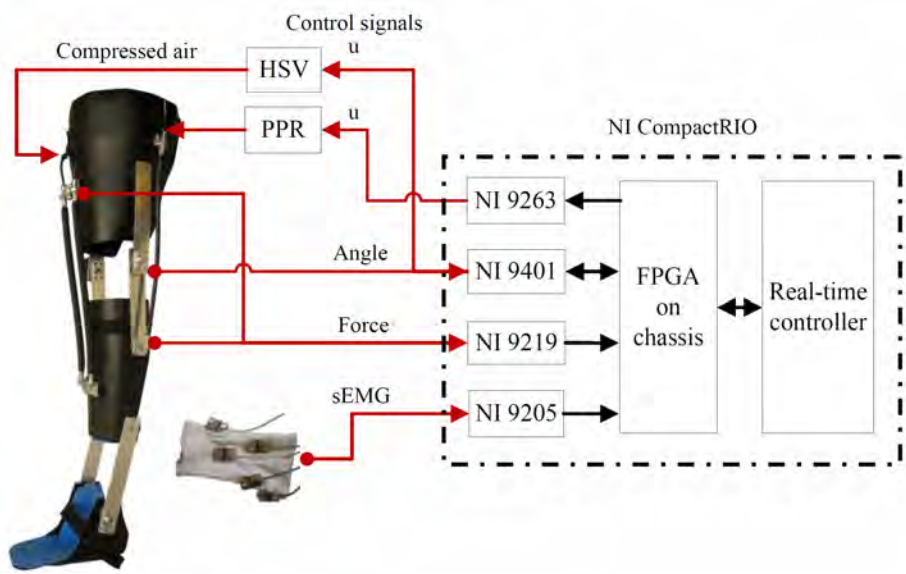 Control signals
Compressed air
u
HSV
u
PPR
NI CompactRIO
NI 9263
Angle
NI 9401
FPGA
on
chassis
Real-time
controller
Force
NI 9219
sEMG
NI 9205